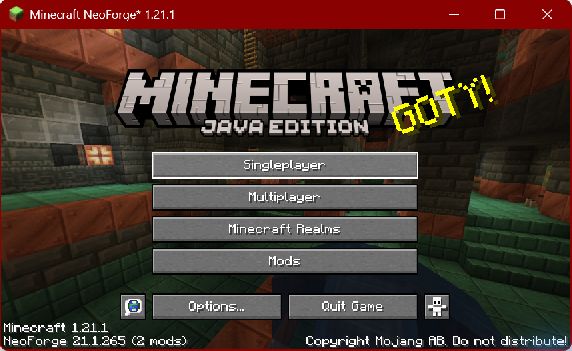 Minecraft NeoForge* 1.21.1
MINECRAFT
JAVA EDITION
GOTY!
Singleplayer
Multiplayer
Minecraft Realms
Mods
Options...
Quit Game
Minecraft 1.21.1
NeoForge 21.1.265 (2 mods)
Copyright Mojang AB. Do not distribute!